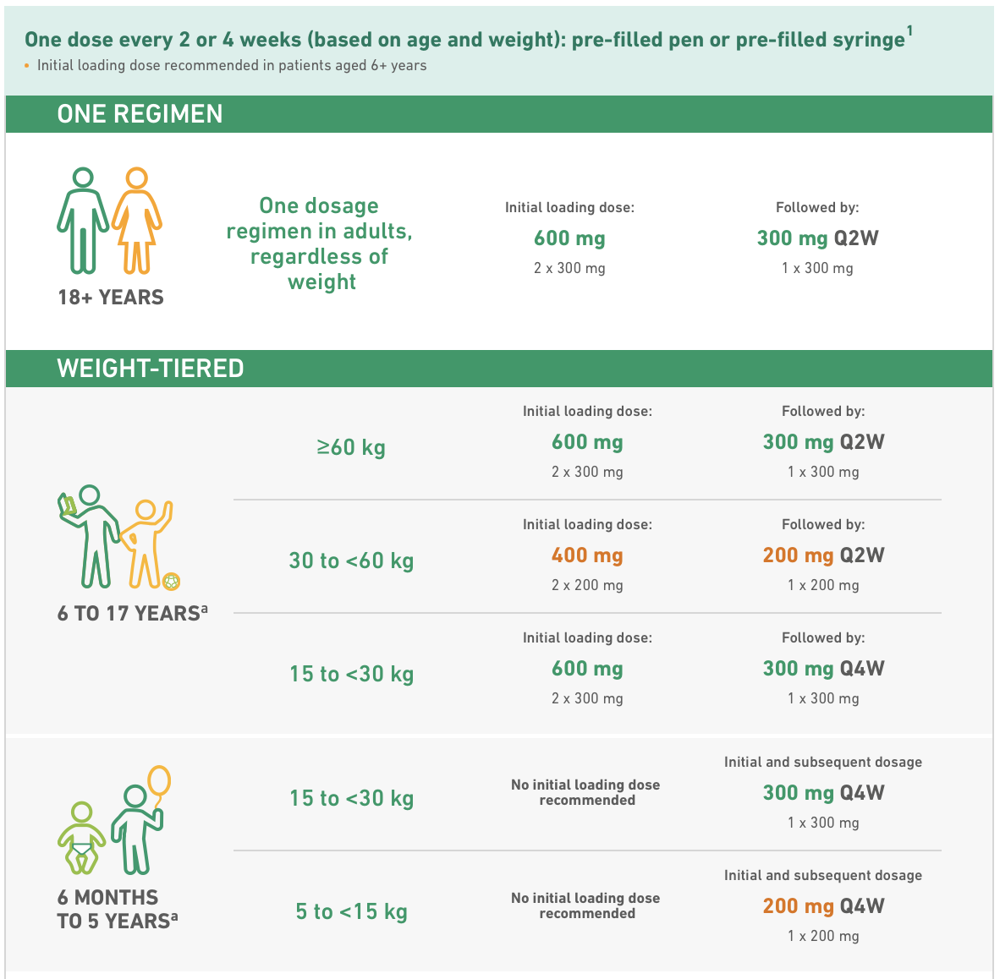 One dose every 2 or 4 weeks (based on age and weight): pre-filled pen or pre-filled syringe¹
• Initial loading dose recommended in patients aged 6+ years
ONE REGIMEN
18+ YEARS
One dosage
regimen in adults,
regardless of
weight
Initial loading dose:
600 mg
2 x 300 mg
Followed by:
300 mg Q2W
1 x 300 mg
WEIGHT-TIERED
6 TO 17 YEARSᵃ
≥60 kg
Initial loading dose:
600 mg
2 x 300 mg
Followed by:
300 mg Q2W
1 x 300 mg
30 to <60 kg
Initial loading dose:
400 mg
2 x 200 mg
Followed by:
200 mg Q2W
1 x 200 mg
15 to <30 kg
Initial loading dose:
600 mg
2 x 300 mg
Followed by:
300 mg Q4W
1 x 300 mg
6 MONTHS
TO 5 YEARSᵃ
15 to <30 kg
No initial loading dose
recommended
Initial and subsequent dosage
300 mg Q4W
1 x 300 mg
5 to <15 kg
No initial loading dose
recommended
Initial and subsequent dosage
200 mg Q4W
1 x 200 mg